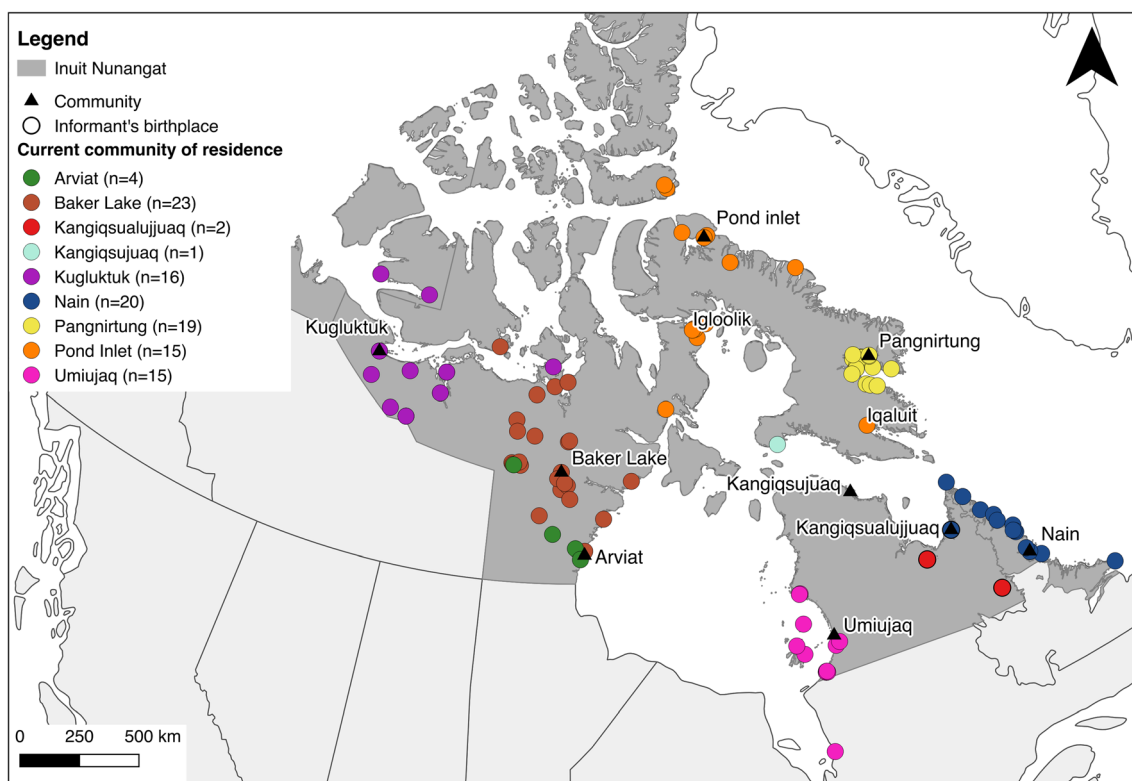 Legend
Inuit Nunangat
Community
Informant's birthplace
Current community of residence
Arviat (n=4)
Baker Lake (n=23)
Kangiqsualujjuaq (n=2)
Kangiqsujuaq (n=1)
Kugluktuk (n=16)
Nain (n=20)
Pangnirtung (n=19)
Pond Inlet (n=15)
Umiujaq (n=15)
Pond inlet
Kugluktuk
Igloolik
Pangnirtung
Iqaluit
Baker Lake
Kangiqsujuaq
Kangiqsualujjuaq
Nain
Arviat
Umiujaq
0 250 500 km